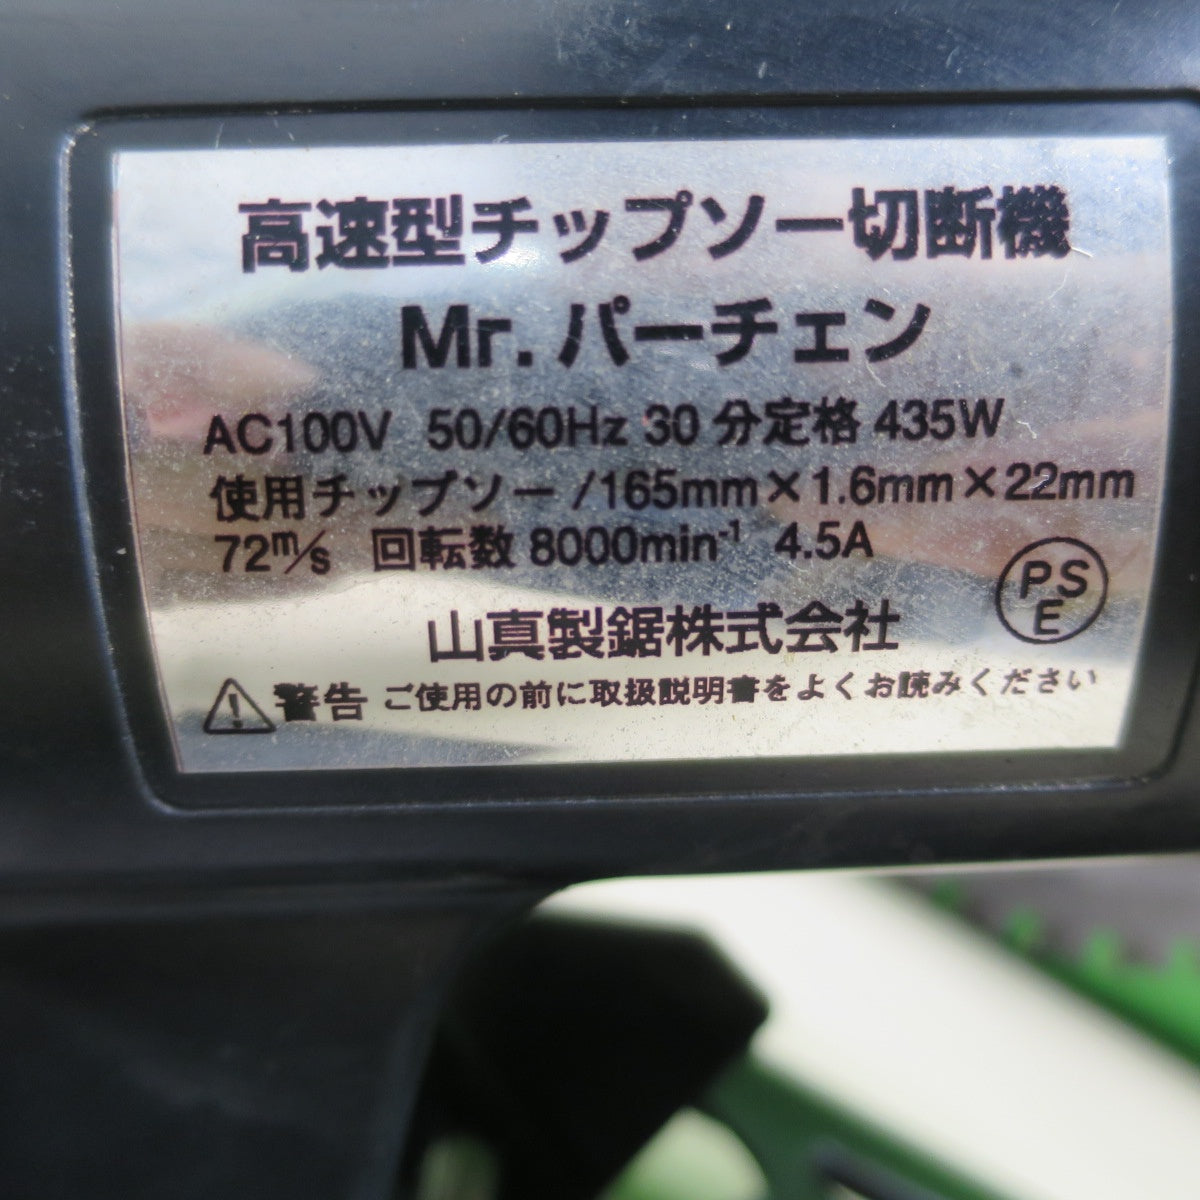 高速型チップソー切断機
Mr.パーチェン
AC100V 50/60Hz 30分定格 435W
使用チップソー/165mm×1.6mm×22mm
72m/s 回転数 8000min-1 4.5A
PSE
山真製鋸株式会社
警告 ご使用の前に取扱説明書をよくお読みください